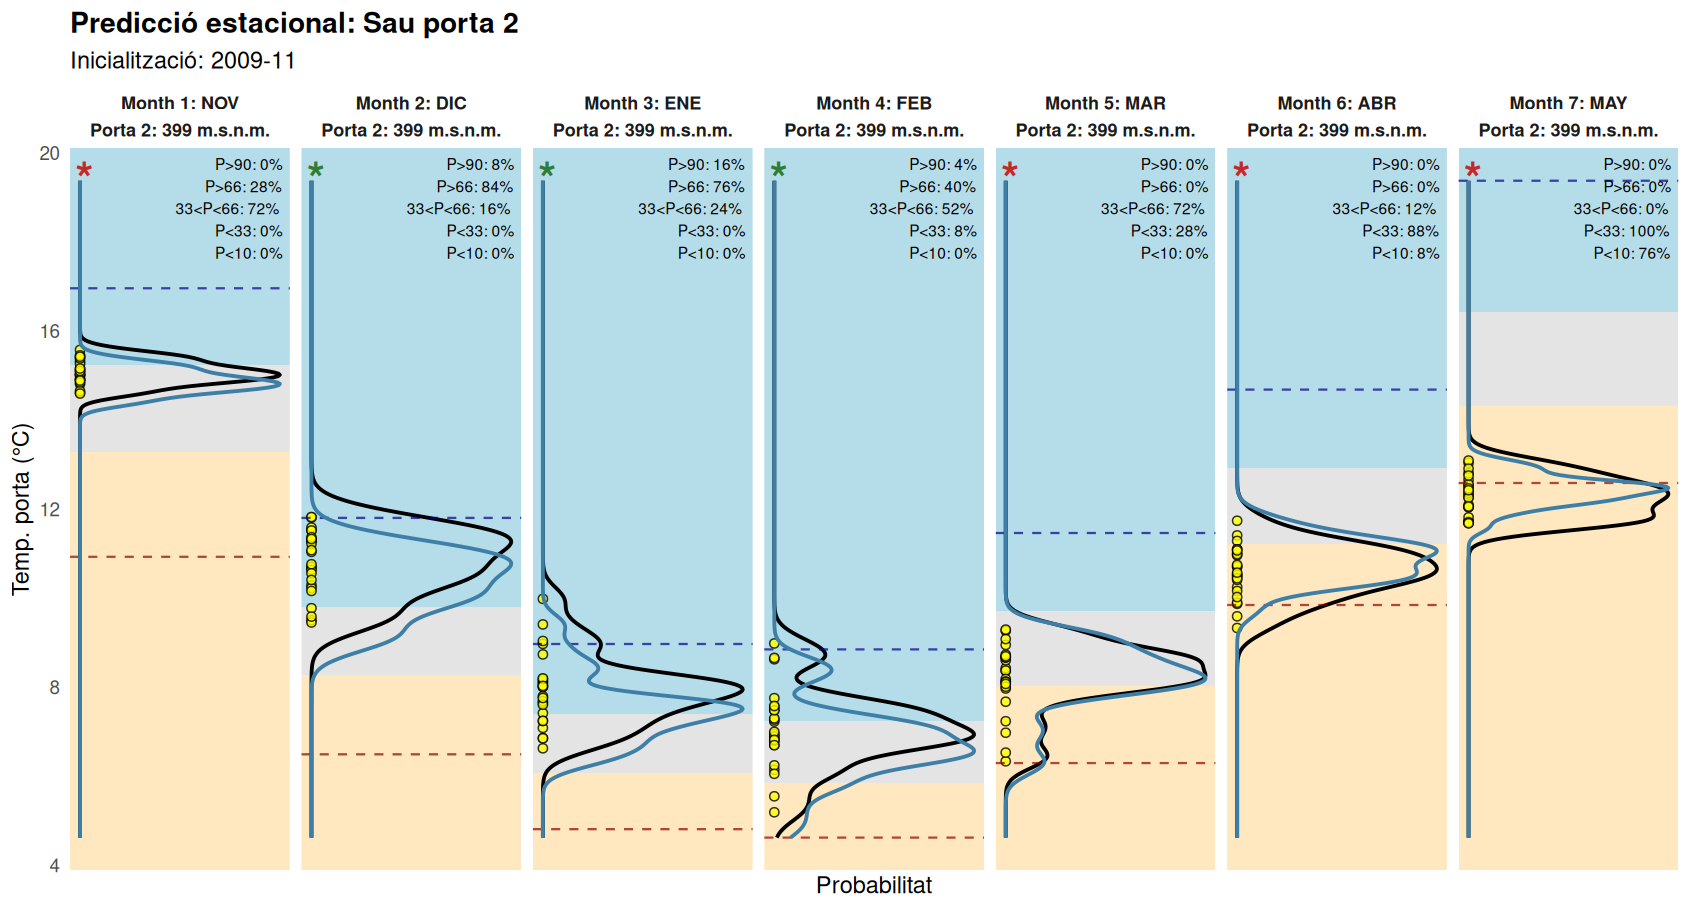 Predicció estacional: Sau porta 2
Inicialització: 2009-11
Month 1: NOV
Porta 2: 399 m.s.n.m.
Month 2: DIC
Porta 2: 399 m.s.n.m.
Month 3: ENE
Porta 2: 399 m.s.n.m.
Month 4: FEB
Porta 2: 399 m.s.n.m.
Month 5: MAR
Porta 2: 399 m.s.n.m.
Month 6: ABR
Porta 2: 399 m.s.n.m.
Month 7: MAY
Porta 2: 399 m.s.n.m.
*
P>90: 0%
P>66: 28%
33<P<66: 72%
P<33: 0%
P<10: 0%
*
P>90: 8%
P>66: 84%
33<P<66: 16%
P<33: 0%
P<10: 0%
*
P>90: 16%
P>66: 76%
33<P<66: 24%
P<33: 0%
P<10: 0%
*
P>90: 4%
P>66: 40%
33<P<66: 52%
P<33: 8%
P<10: 0%
*
P>90: 0%
P>66: 0%
33<P<66: 72%
P<33: 28%
P<10: 0%
*
P>90: 0%
P>66: 0%
33<P<66: 12%
P<33: 88%
P<10: 8%
*
P>90: 0%
P>66: 0%
33<P<66: 0%
P<33: 100%
P<10: 76%
20
16
12
8
4
Temp. porta (°C)
Probabilitat